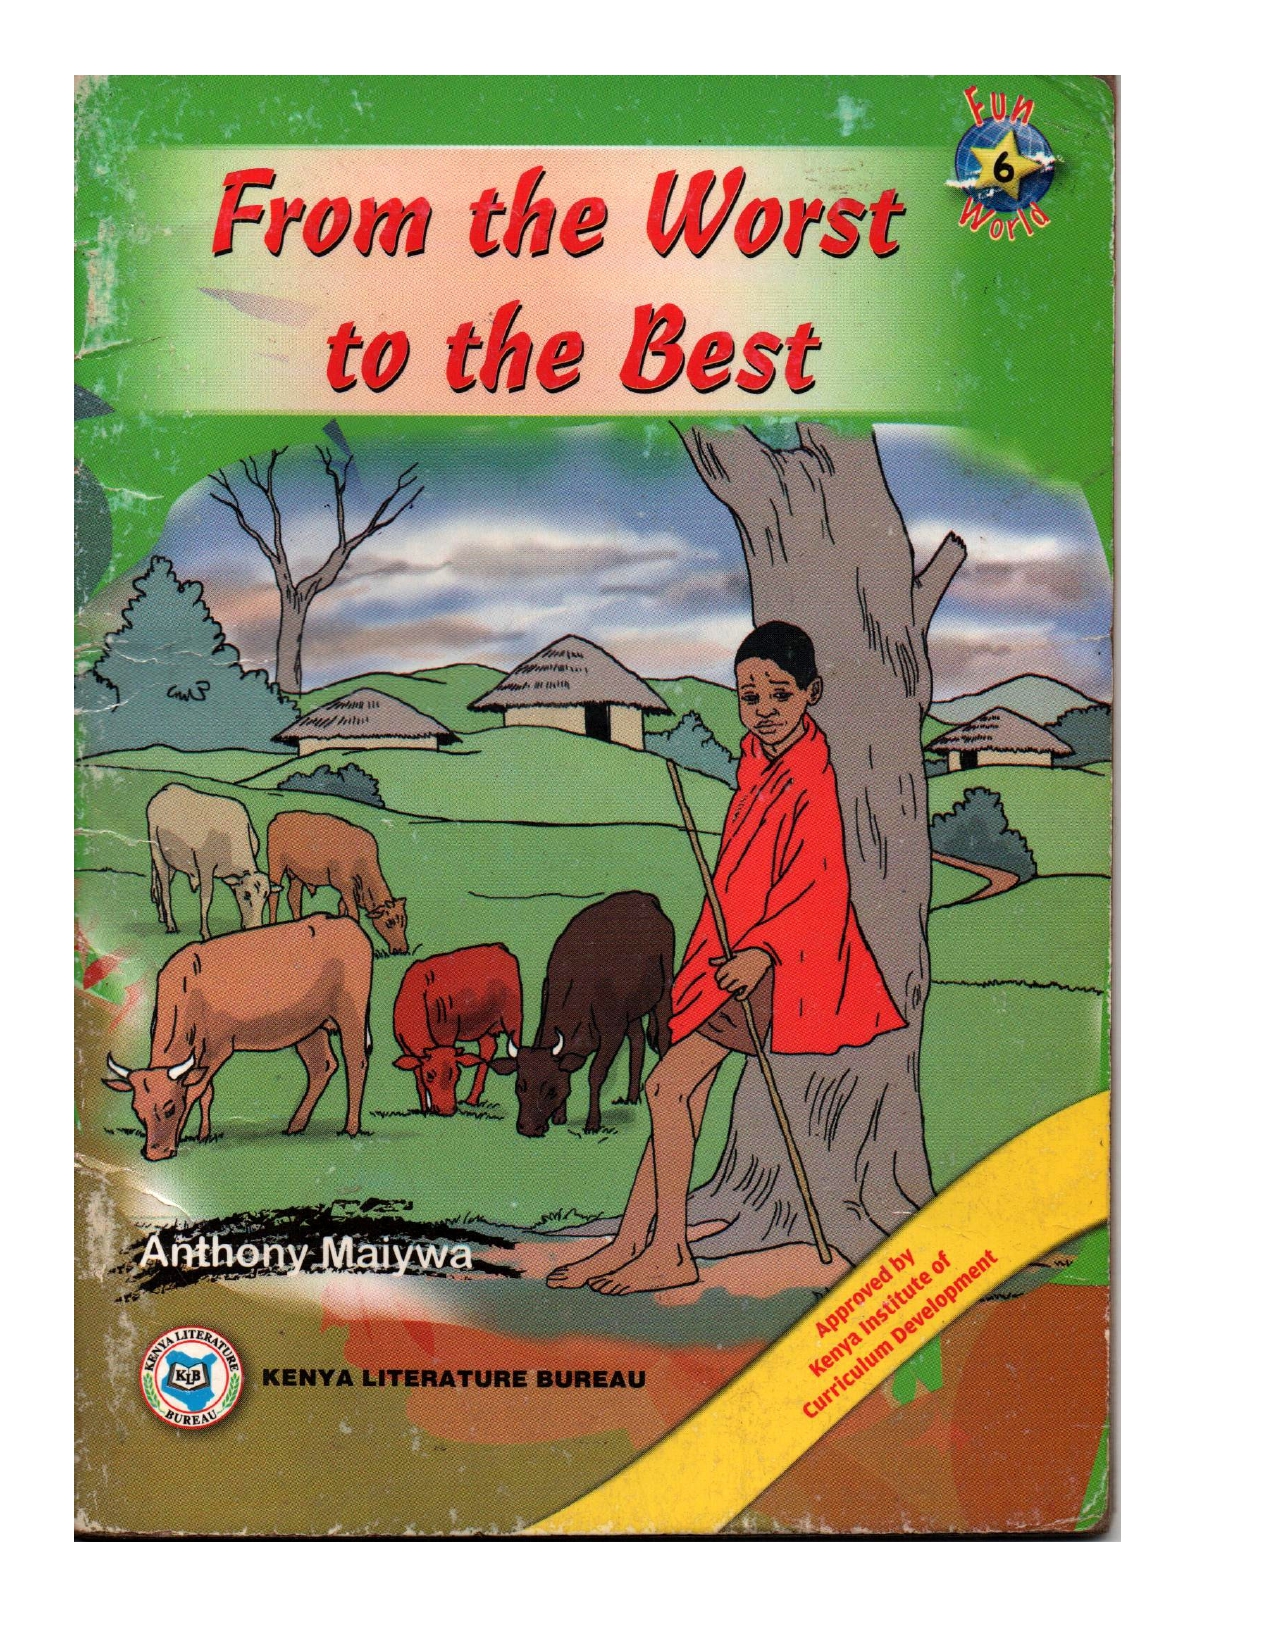 Fun
6
World
From the Worst
to the Best
Anthony Maiywa
KENYA LITERATURE
KLB
BUREAU
KENYA LITERATURE BUREAU
Approved by
Kenya Institute of
Curriculum Development